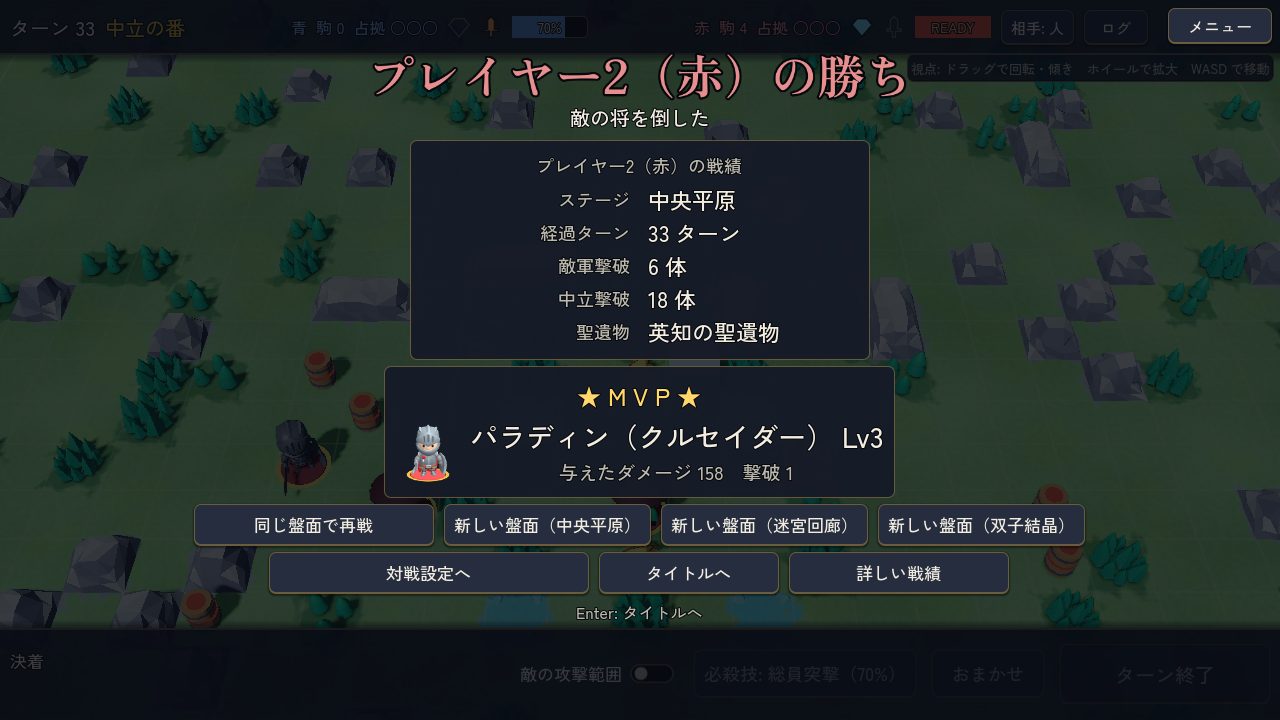 ターン 33 中立の番 青 駒 0 占拠 〇〇〇 70% 赤 駒 4 占拠 〇〇〇 READY 相手: 人 ログ メニュー
視点: ドラッグで回転・傾き ホイールで拡大 WASD で移動
プレイヤー2（赤）の勝ち
敵の将を倒した
プレイヤー2（赤）の戦績
ステージ 中央平原
経過ターン 33 ターン
敵軍撃破 6 体
中立撃破 18 体
聖遺物 英知の聖遺物
★ M V P ★
パラディン（クルセイダー） Lv3
与えたダメージ 158 撃破 1
同じ盤面で再戦 新しい盤面（中央平原） 新しい盤面（迷宮回廊） 新しい盤面（双子結晶）
対戦設定へ タイトルへ 詳しい戦績
Enter: タイトルへ
決着 敵の攻撃範囲 必殺技: 総員突撃（70%） おまかせ ターン終了